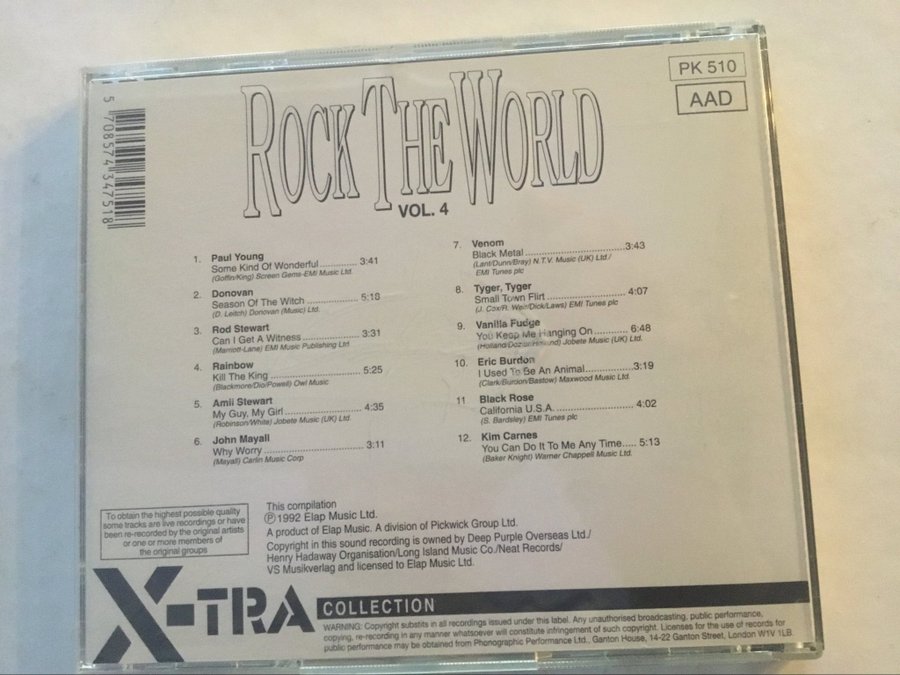 PK 510
AAD
5 708574 347518
ROCK THE WORLD
VOL. 4
1. Paul Young
Some Kind Of Wonderful ............ 3:41
(Goffin/King) Screen Gems-EMI Music Ltd.
2. Donovan
Season Of The Witch .................. 5:18
(D. Leitch) Donovan (Music) Ltd.
3. Rod Stewart
Can I Get A Witness ................... 3:31
(Marriott-Lane) EMI Music Publishing Ltd
4. Rainbow
Kill The King .............................. 5:25
(Blackmore/Dio/Powell) Owl Music
5. Amii Stewart
My Guy, My Girl .......................... 4:35
(Robinson/White) Jobete Music (UK) Ltd.
6. John Mayall
Why Worry .................................. 3:11
(Mayall) Carlin Music Corp
7. Venom
Black Metal ................................3:43
(Lant/Dunn/Bray) N.T.V. Music (UK) Ltd./
EMI Tunes plc
8. Tyger, Tyger
Small Town Flirt .......................... 4:07
(J. Cox/R. Weir/Dick/Laws) EMI Tunes plc
9. Vanilla Fudge
You Keep Me Hanging On ........... 6:48
(Holland/Dozier/Holland) Jobete Music (UK) Ltd.
10. Eric Burdon
I Used To Be An Animal...............3:19
(Clark/Burdon/Bastow) Maxwood Music Ltd.
11 Black Rose
California U.S.A. ........................ 4:02
(S. Bardsley) EMI Tunes plc
12. Kim Carnes
You Can Do It To Me Any Time..... 5:13
(Baker Knight) Warner Chappell Music Ltd.
To obtain the highest possible quality
some tracks are live recordings or have
been re-recorded by the original artists
or one or more members of
the original groups
This compilation
Ⓟ1992 Elap Music Ltd.
A product of Elap Music. A division of Pickwick Group Ltd.
Copyright in this sound recording is owned by Deep Purple Overseas Ltd./
Henry Hadaway Organisation/Long Island Music Co./Neat Records/
VS Musikverlag and licensed to Elap Music Ltd.
X-TRA COLLECTION
WARNING: Copyright substits in all recordings issued under this label. Any unauthorised broadcasting, public performance,
copying, re-recording in any manner whatsoever will constitute infringement of such copyright. Licenses for the use of records for
public performance may be obtained from Phonographic Performance Ltd., Ganton House, 14-22 Ganton Street, London W1V 1LB.